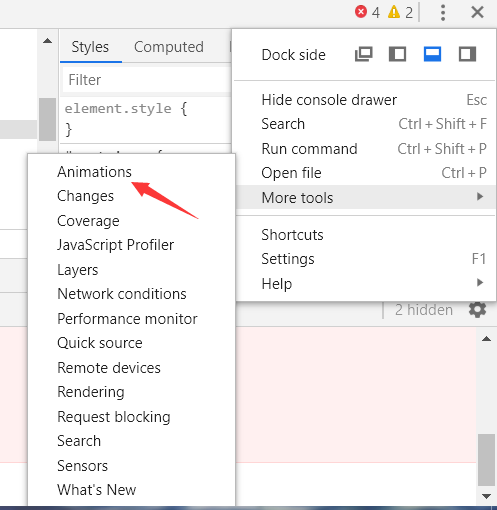 4 2
Styles Computed
Filter
element.style {
}
Dock side
Hide console drawer Esc
Search Ctrl + Shift + F
Run command Ctrl + Shift + P
Open file Ctrl + P
More tools
Shortcuts
Settings F1
Help
2 hidden
Animations
Changes
Coverage
JavaScript Profiler
Layers
Network conditions
Performance monitor
Quick source
Remote devices
Rendering
Request blocking
Search
Sensors
What's New